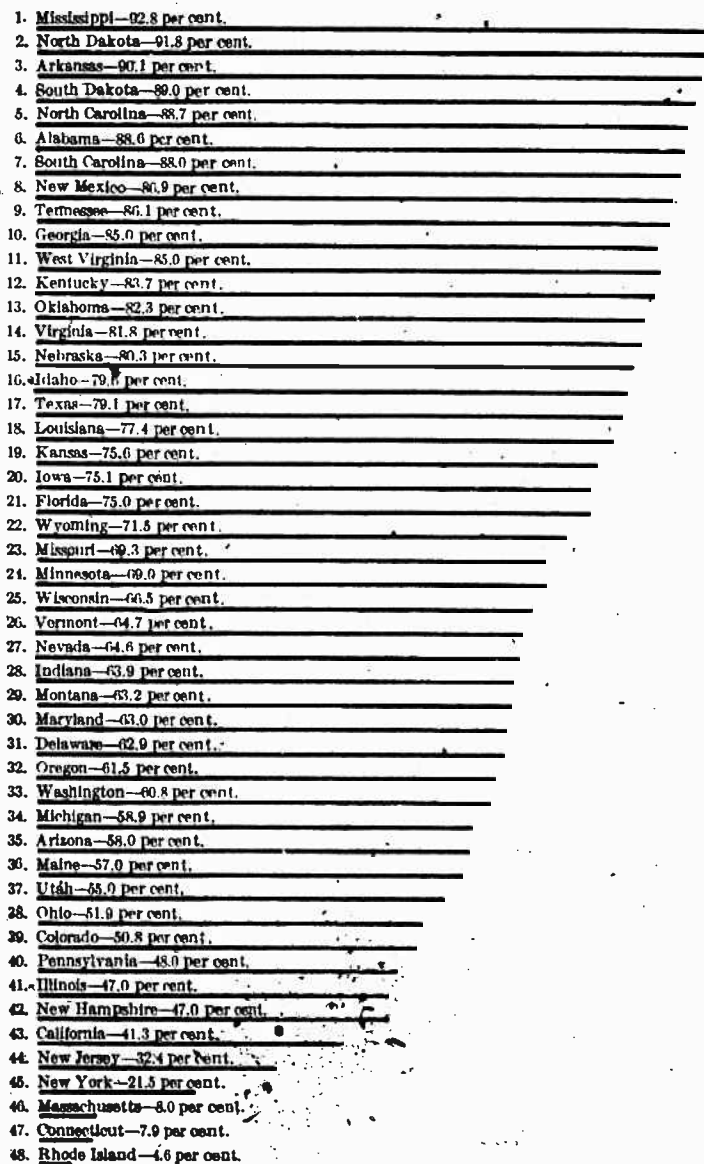 1. Mississippi—92.8 per cent.
2. North Dakota—91.8 per cent.
3. Arkansas—90.1 per cent.
4. South Dakota—89.0 per cent.
5. North Carolina—88.7 per cent.
6. Alabama—88.6 per cent.
7. South Carolina—88.0 per cent.
8. New Mexico—86.9 per cent.
9. Tennessee—86.1 per cent.
10. Georgia—85.0 per cent.
11. West Virginia—85.0 per cent.
12. Kentucky—83.7 per cent.
13. Oklahoma—82.3 per cent.
14. Virginia—81.8 per cent.
15. Nebraska—80.3 per cent.
16. Idaho—79. per cent.
17. Texas—79.1 per cent.
18. Louisiana—77.4 per cent.
19. Kansas—75.6 per cent.
20. Iowa—75.1 per cent.
21. Florida—75.0 per cent.
22. Wyoming—71.5 per cent.
23. Missouri—69.3 per cent.
24. Minnesota—69.0 per cent.
25. Wisconsin—66.5 per cent.
26. Vermont—64.7 per cent.
27. Nevada—64.6 per cent.
28. Indiana—63.9 per cent.
29. Montana—63.2 per cent.
30. Maryland—63.0 per cent.
31. Delaware—62.9 per cent.
32. Oregon—61.5 per cent.
33. Washington—60.8 per cent.
34. Michigan—58.9 per cent.
35. Arizona—58.0 per cent.
36. Maine—57.0 per cent.
37. Utah—55.0 per cent.
38. Ohio—51.9 per cent.
39. Colorado—50.8 per cent.
40. Pennsylvania—48.0 per cent.
41. Illinois—47.0 per cent.
42. New Hampshire—47.0 per cent.
43. California—41.3 per cent.
44. New Jersey—32.4 per cent.
45. New York—21.5 per cent.
46. Massachusetts—8.0 per cent.
47. Connecticut—7.9 per cent.
48. Rhode Island—4.6 per cent.